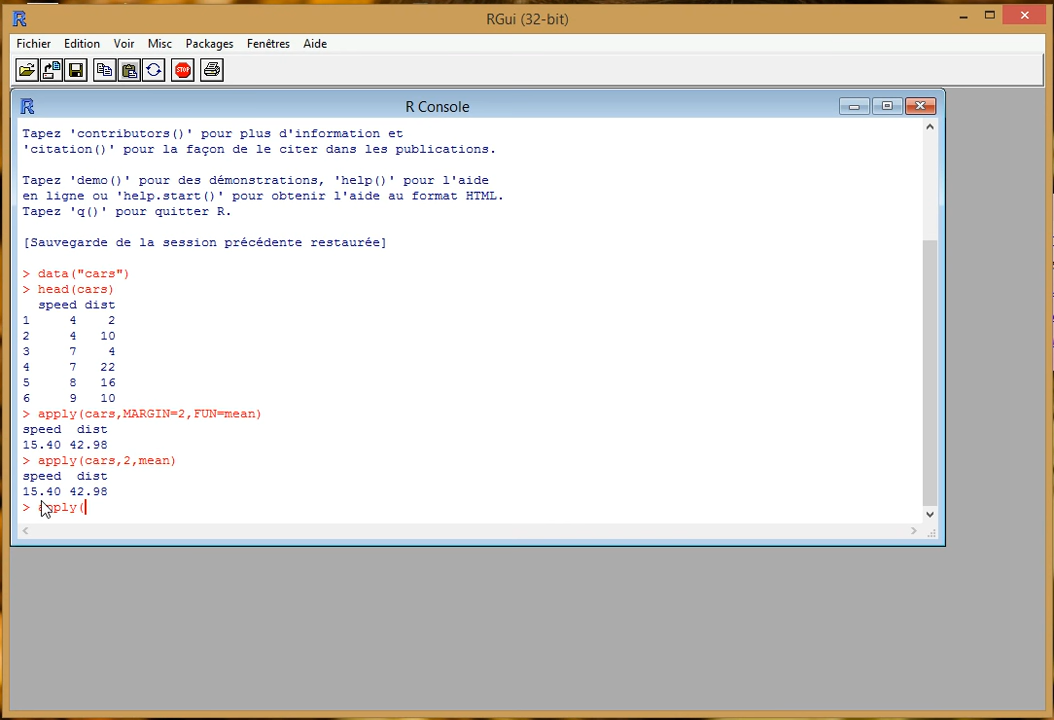 R RGui (32-bit)
Fichier Edition Voir Misc Packages Fenêtres Aide
STOP
R R Console
Tapez 'contributors()' pour plus d'information et
'citation()' pour la façon de le citer dans les publications.
Tapez 'demo()' pour des démonstrations, 'help()' pour l'aide
en ligne ou 'help.start()' pour obtenir l'aide au format HTML.
Tapez 'q()' pour quitter R.
[Sauvegarde de la session précédente restaurée]
> data("cars")
> head(cars)
speed dist
1 4 2
2 4 10
3 7 4
4 7 22
5 8 16
6 9 10
> apply(cars,MARGIN=2,FUN=mean)
speed dist
15.40 42.98
> apply(cars,2,mean)
speed dist
15.40 42.98
> apply(